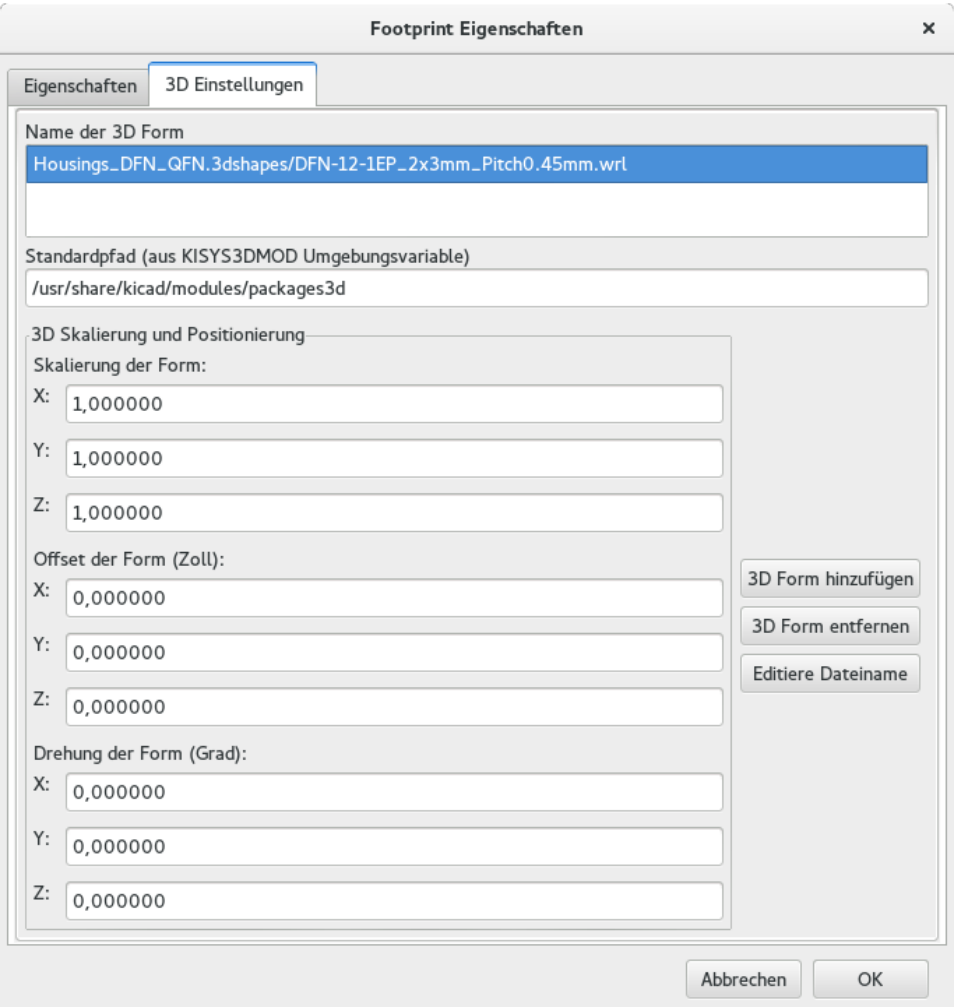 Footprint Eigenschaften ×
Eigenschaften 3D Einstellungen
Name der 3D Form
Housings_DFN_QFN.3dshapes/DFN-12-1EP_2x3mm_Pitch0.45mm.wrl
Standardpfad (aus KISYS3DMOD Umgebungsvariable)
/usr/share/kicad/modules/packages3d
3D Skalierung und Positionierung
Skalierung der Form:
X: 1,000000
Y: 1,000000
Z: 1,000000
Offset der Form (Zoll):
X: 0,000000
Y: 0,000000
Z: 0,000000
Drehung der Form (Grad):
X: 0,000000
Y: 0,000000
Z: 0,000000
3D Form hinzufügen
3D Form entfernen
Editiere Dateiname
Abbrechen OK